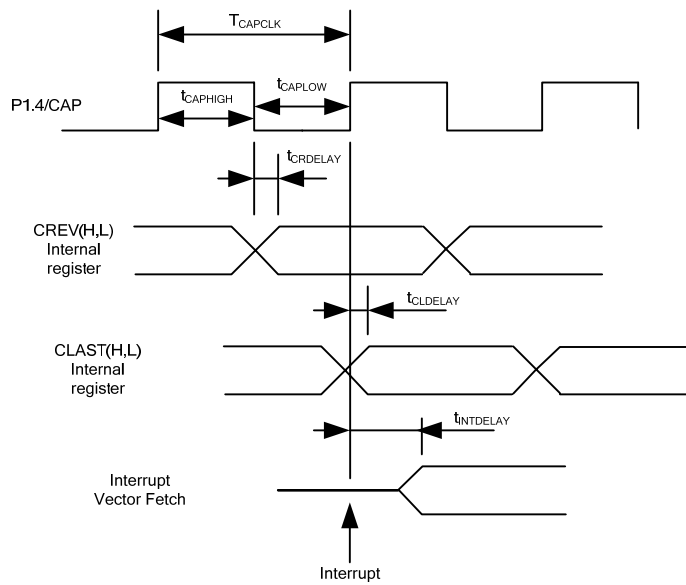 TCAPCLK
P1.4/CAP
tCAPHIGH
tCAPLOW
tCRDELAY
CREV(H,L)
Internal
register
tCLDELAY
CLAST(H,L)
Internal
register
tINTDELAY
Interrupt
Vector Fetch
Interrupt